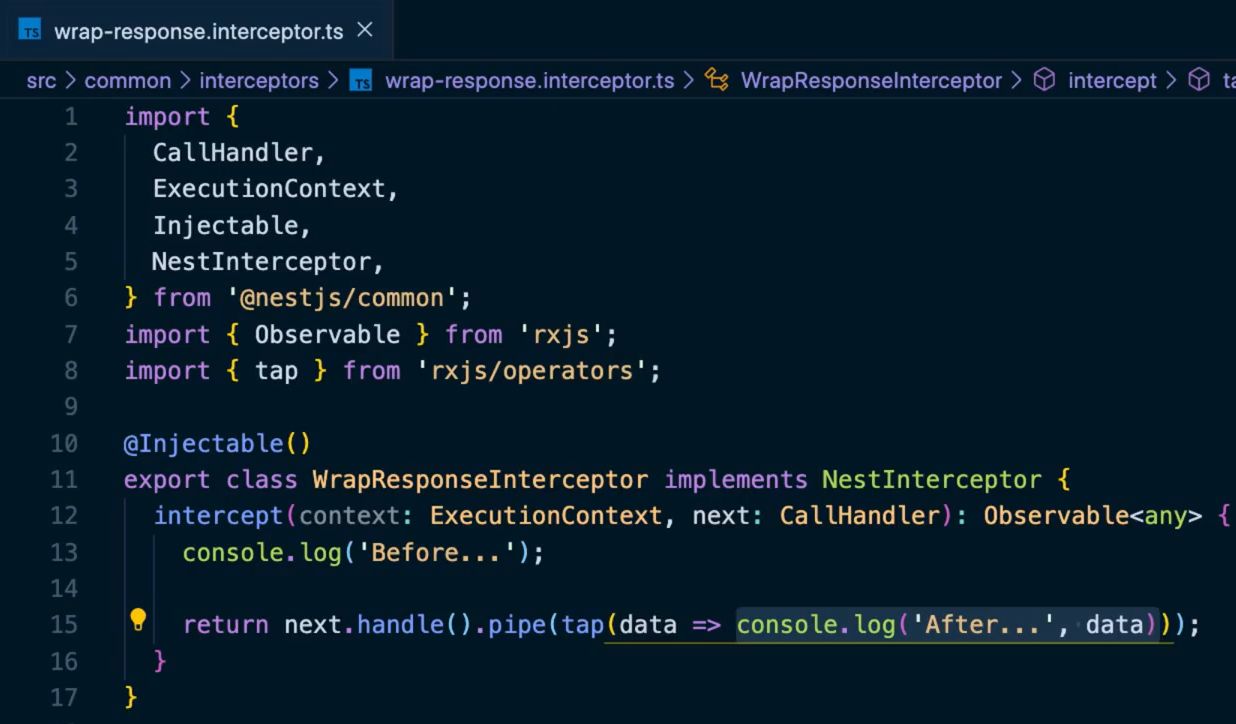 TS wrap-response.interceptor.ts ×
src > common > interceptors > TS wrap-response.interceptor.ts > WrapResponseInterceptor > intercept >
1 import {
2   CallHandler,
3   ExecutionContext,
4   Injectable,
5   NestInterceptor,
6 } from '@nestjs/common';
7 import { Observable } from 'rxjs';
8 import { tap } from 'rxjs/operators';
9
10 @Injectable()
11 export class WrapResponseInterceptor implements NestInterceptor {
12   intercept(context: ExecutionContext, next: CallHandler): Observable<any> {
13     console.log('Before...');
14
15     return next.handle().pipe(tap(data => console.log('After...', data)));
16   }
17 }